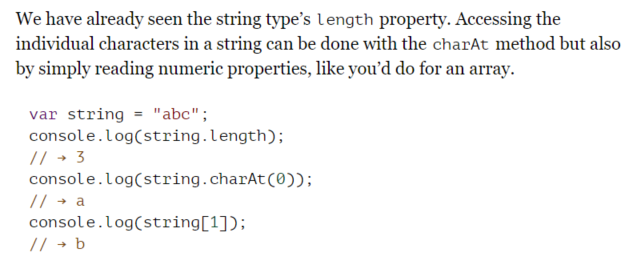 We have already seen the string type’s length property. Accessing the
individual characters in a string can be done with the charAt method but also
by simply reading numeric properties, like you’d do for an array.
var string = "abc";
console.log(string.length);
// → 3
console.log(string.charAt(0));
// → a
console.log(string[1]);
// → b